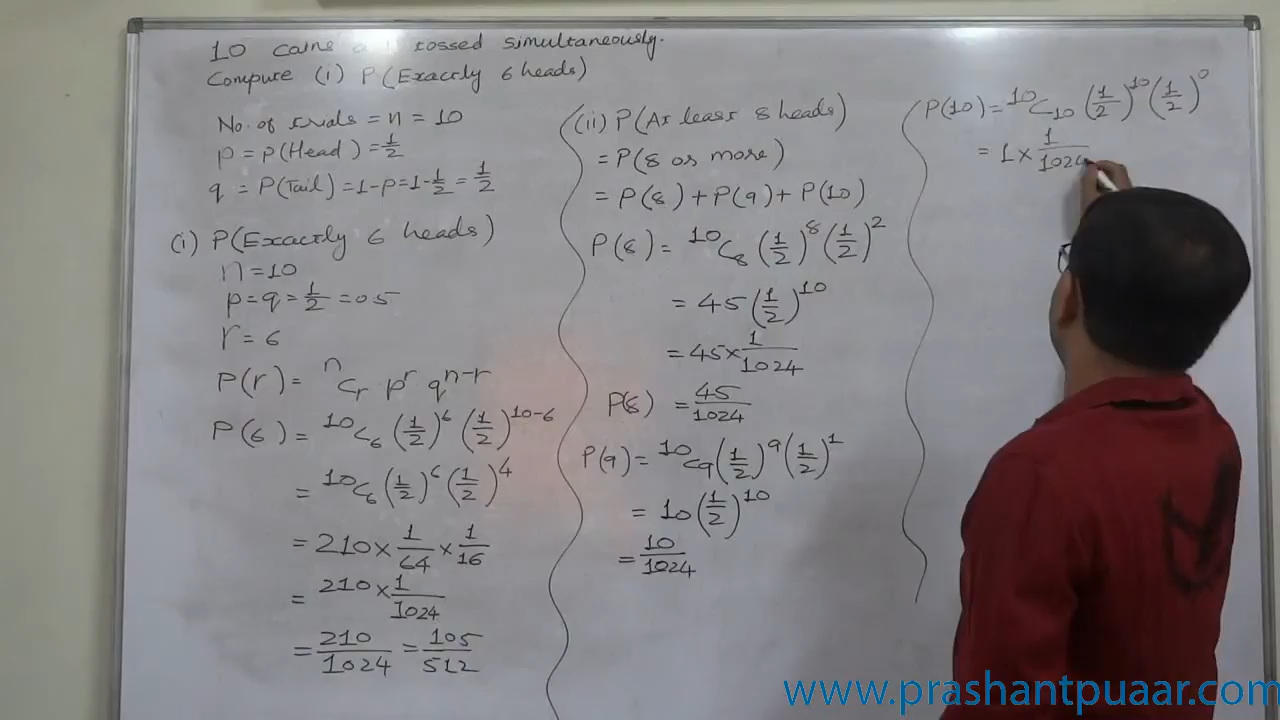 10 coins a tossed simultaneously.
Compute (i) P(Exactly 6 heads)
No. of trials = n = 10
p = P(Head) = 1/2
q = P(Tail) = 1-p = 1-1/2 = 1/2
(i) P(Exactly 6 heads)
n = 10
p = q = 1/2 = 0.5
r = 6
P(r) = ⁿCᵣ pʳ qⁿ⁻ʳ
P(6) = ¹⁰C₆ (1/2)⁶ (1/2)¹⁰⁻⁶
= ¹⁰C₆ (1/2)⁶ (1/2)⁴
= 210 × 1/64 × 1/16
= 210 × 1/1024
= 210/1024 = 105/512
(ii) P(At least 8 heads)
= P(8 or more)
= P(8) + P(9) + P(10)
P(8) = ¹⁰C₈ (1/2)⁸ (1/2)²
= 45 (1/2)¹⁰
= 45 × 1/1024
P(8) = 45/1024
P(9) = ¹⁰C₉ (1/2)⁹ (1/2)¹
= 10 (1/2)¹⁰
= 10/1024
P(10) = ¹⁰C₁₀ (1/2)¹⁰ (1/2)⁰
= 1 × 1/1024
www.prashantpuaar.com